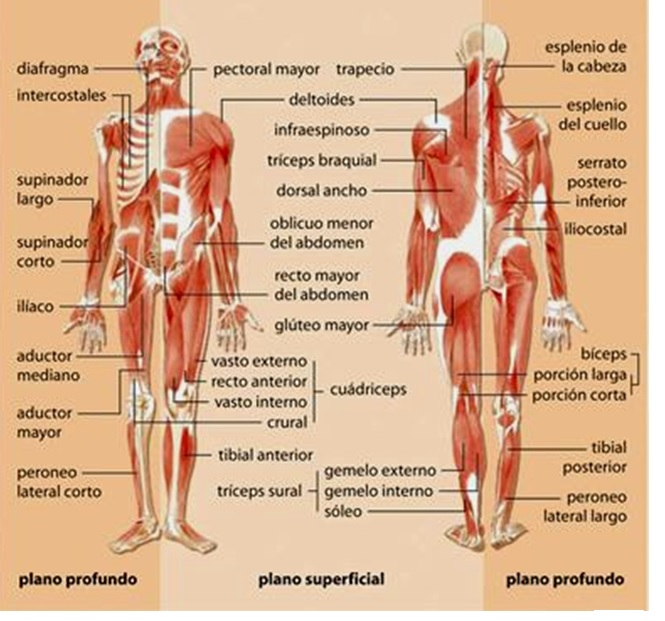 diafragma
intercostales
supinador
largo
supinador
corto
ilíaco
aductor
mediano
aductor
mayor
peroneo
lateral corto
pectoral mayor
trapecio
deltoides
infraespinoso
tríceps braquial
dorsal ancho
oblicuo menor
del abdomen
recto mayor
del abdomen
glúteo mayor
vasto externo
recto anterior
vasto interno
crural
cuádriceps
tibial anterior
tríceps sural
gemelo externo
gemelo interno
sóleo
esplenio de
la cabeza
esplenio
del cuello
serrato
postero-
inferior
iliocostal
bíceps
porción larga
porción corta
tibial
posterior
peroneo
lateral largo
plano profundo
plano superficial
plano profundo